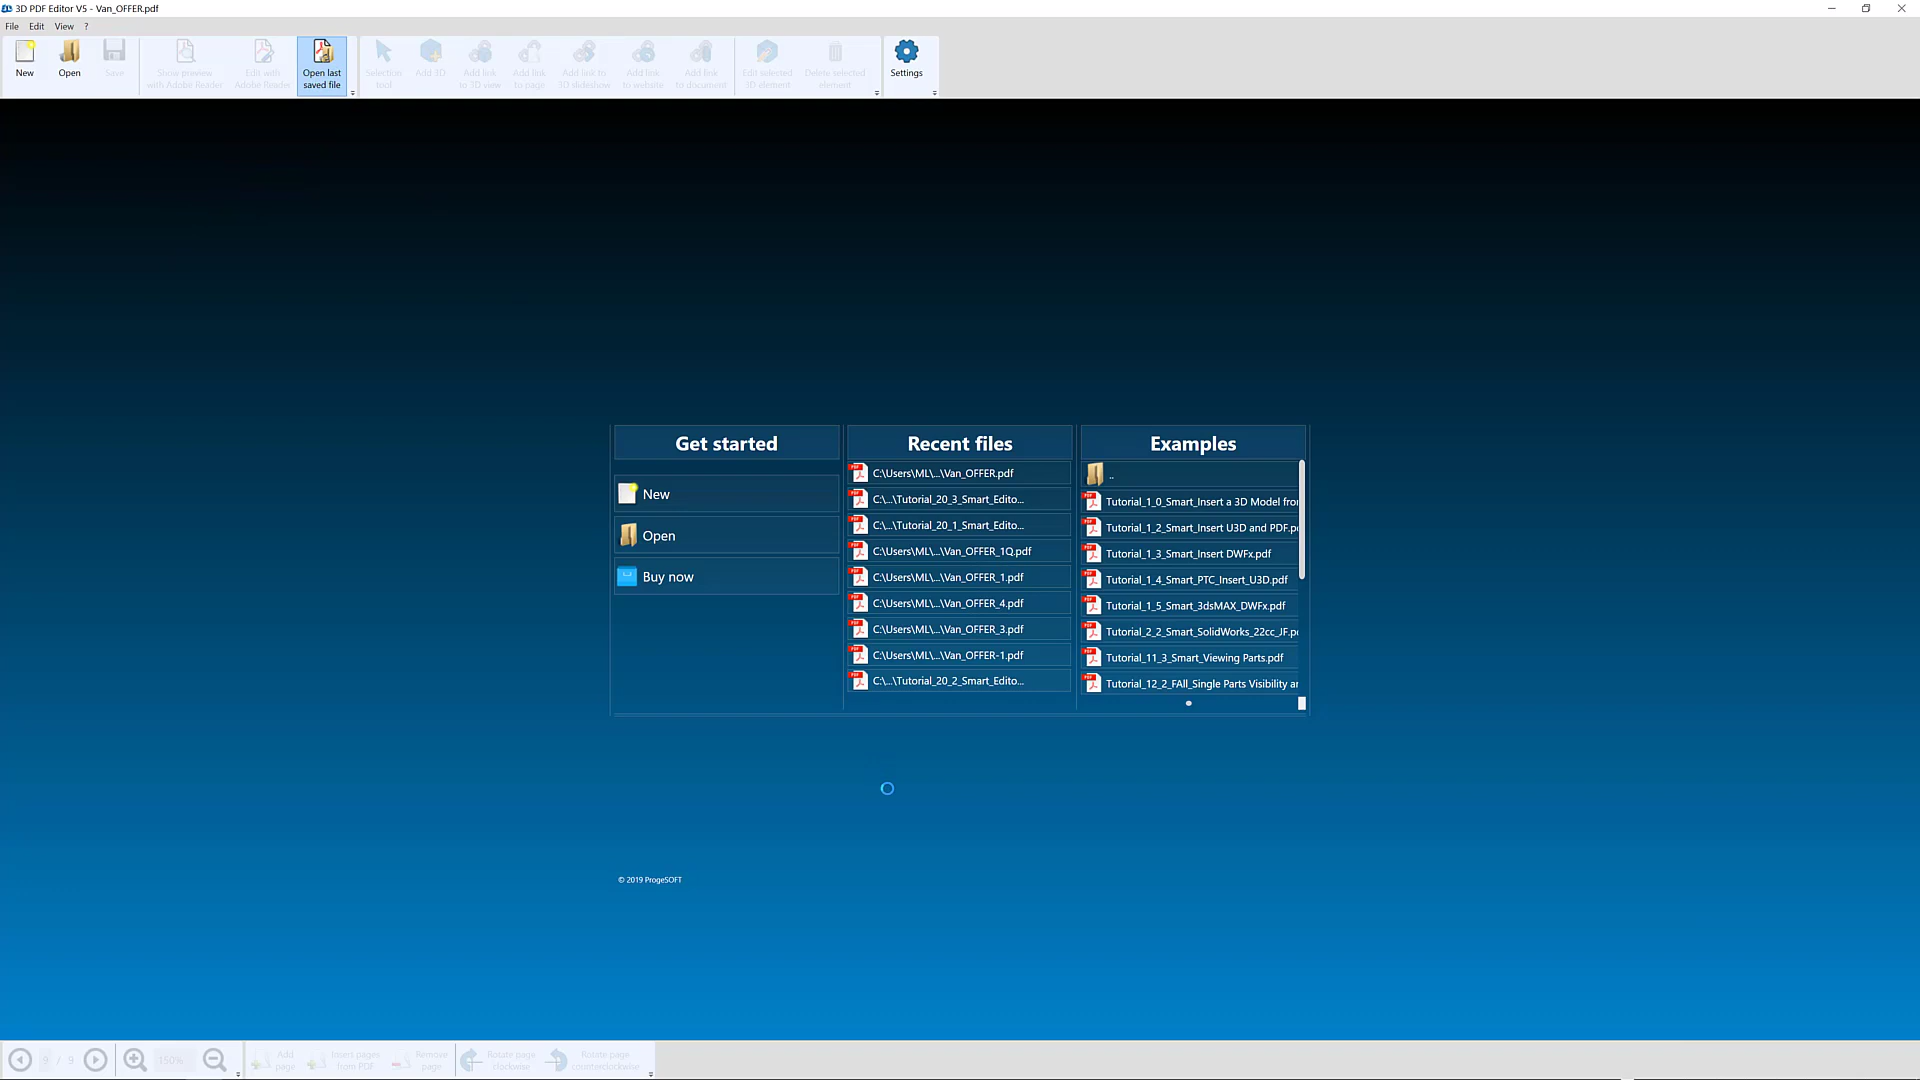 3D PDF Editor V5 - Van_OFFER.pdf
File Edit View ?
New
Open
Save
Show preview
with Adobe Reader
Edit with
Adobe Reader
Open last
saved file
Selection
tool
Add 3D
Add link
to 3D view
Add link
to page
Add link to
3D slideshow
Add link
to website
Add link
to document
Edit selected
3D element
Delete selected
element
Settings
Get started
New
Open
Buy now
Recent files
C:\Users\ML\...\Van_OFFER.pdf
C:\...\Tutorial_20_3_Smart_Edito...
C:\...\Tutorial_20_1_Smart_Edito...
C:\Users\ML\...\Van_OFFER_1Q.pdf
C:\Users\ML\...\Van_OFFER_1.pdf
C:\Users\ML\...\Van_OFFER_4.pdf
C:\Users\ML\...\Van_OFFER_3.pdf
C:\Users\ML\...\Van_OFFER-1.pdf
C:\...\Tutorial_20_2_Smart_Edito...
Examples
..
Tutorial_1_0_Smart_Insert a 3D Model fro
Tutorial_1_2_Smart_Insert U3D and PDF.p
Tutorial_1_3_Smart_Insert DWFx.pdf
Tutorial_1_4_Smart_PTC_Insert_U3D.pdf
Tutorial_1_5_Smart_3dsMAX_DWFx.pdf
Tutorial_2_2_Smart_SolidWorks_22cc_JF.p
Tutorial_11_3_Smart_Viewing Parts.pdf
Tutorial_12_2_FAll_Single Parts Visibility a
© 2019 ProgeSOFT
9 / 9
150%
Add
page
Insers pages
from PDF
Remove
page
Rotate page
clockwise
Rotate page
counterclockwise